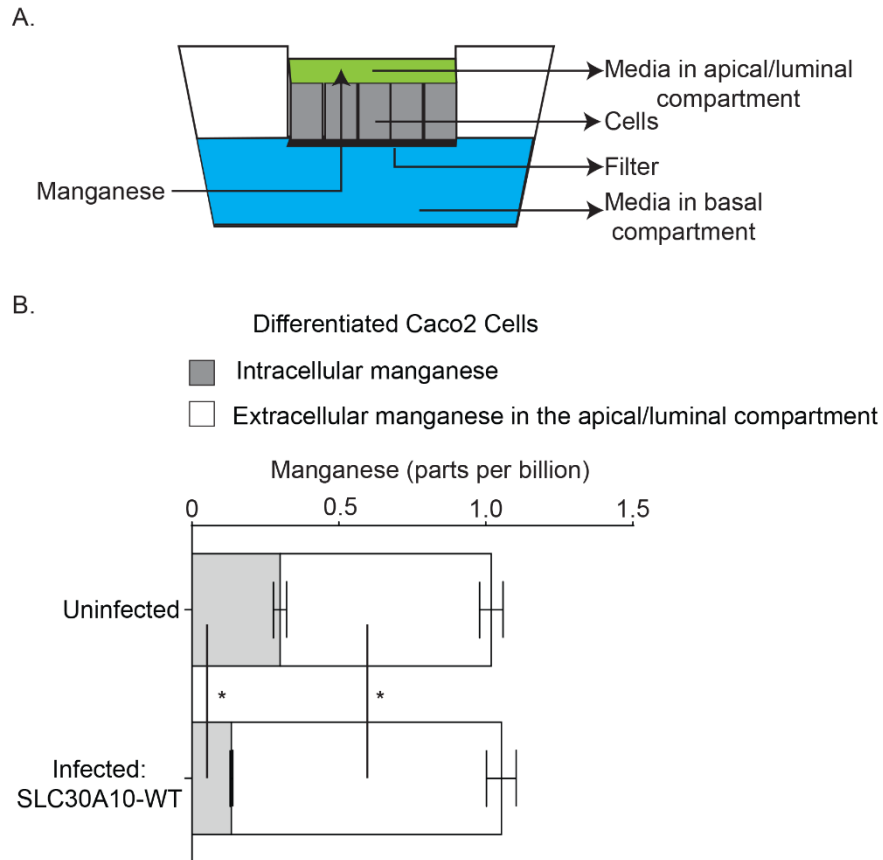 A.
Media in apical/luminal
compartment
Cells
Filter
Manganese
Media in basal
compartment
B.
Differentiated Caco2 Cells
Intracellular manganese
Extracellular manganese in the apical/luminal compartment
Manganese (parts per billion)
0 0.5 1.0 1.5
Uninfected
* *
Infected:
SLC30A10-WT